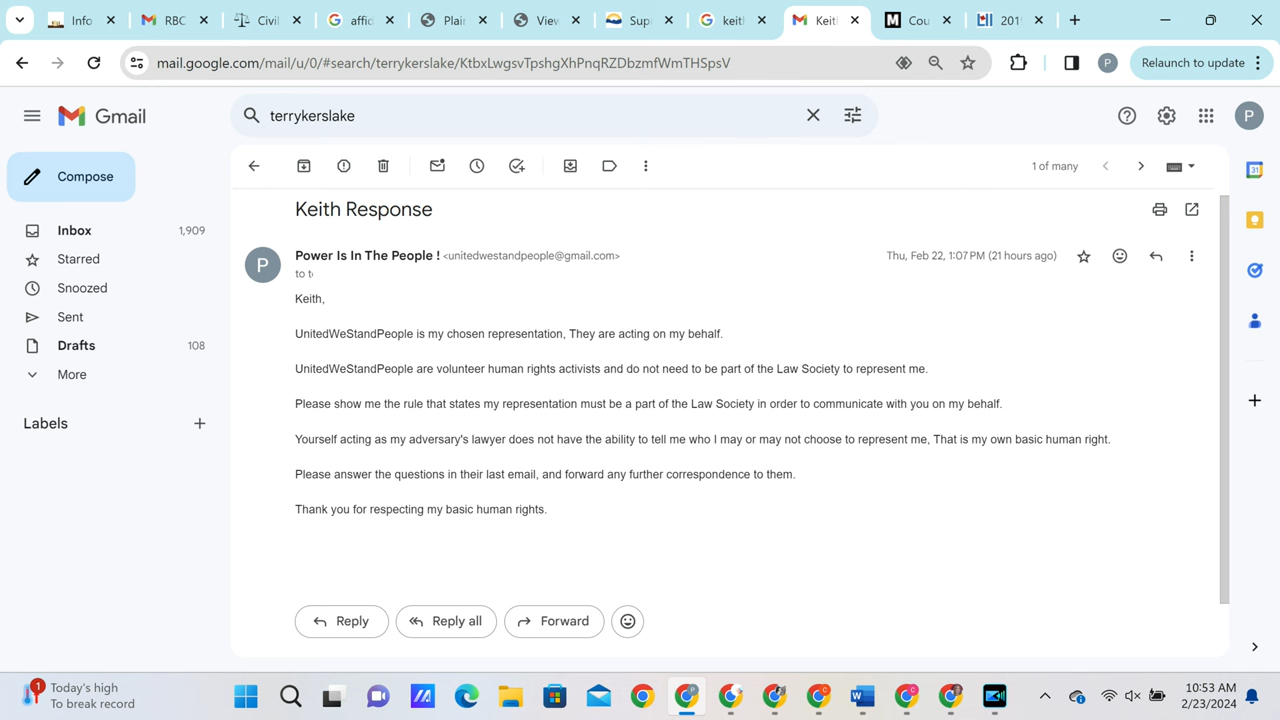 Info
RBC
Civil
affid
Plain
View
Sup
keith
Keith
Cou
201
mail.google.com/mail/u/0/#search/terrykerslake/KtbxLwgsvTpshgXhPnqRZDbzmfWmTHSpsV
P
Relaunch to update
Gmail
terrykerslake
P
Compose
1 of many
31
Keith Response
Inbox 1,909
Starred
Snoozed
Sent
Drafts 108
More
Labels
P
Power Is In The People ! <unitedwestandpeople@gmail.com>
Thu, Feb 22, 1:07 PM (21 hours ago)
to t
Keith,
UnitedWeStandPeople is my chosen representation, They are acting on my behalf.
UnitedWeStandPeople are volunteer human rights activists and do not need to be part of the Law Society to represent me.
Please show me the rule that states my representation must be a part of the Law Society in order to communicate with you on my behalf.
Yourself acting as my adversary's lawyer does not have the ability to tell me who I may or may not choose to represent me, That is my own basic human right.
Please answer the questions in their last email, and forward any further correspondence to them.
Thank you for respecting my basic human rights.
Reply
Reply all
Forward
1
Today's high
To break record
10:53 AM
2/23/2024